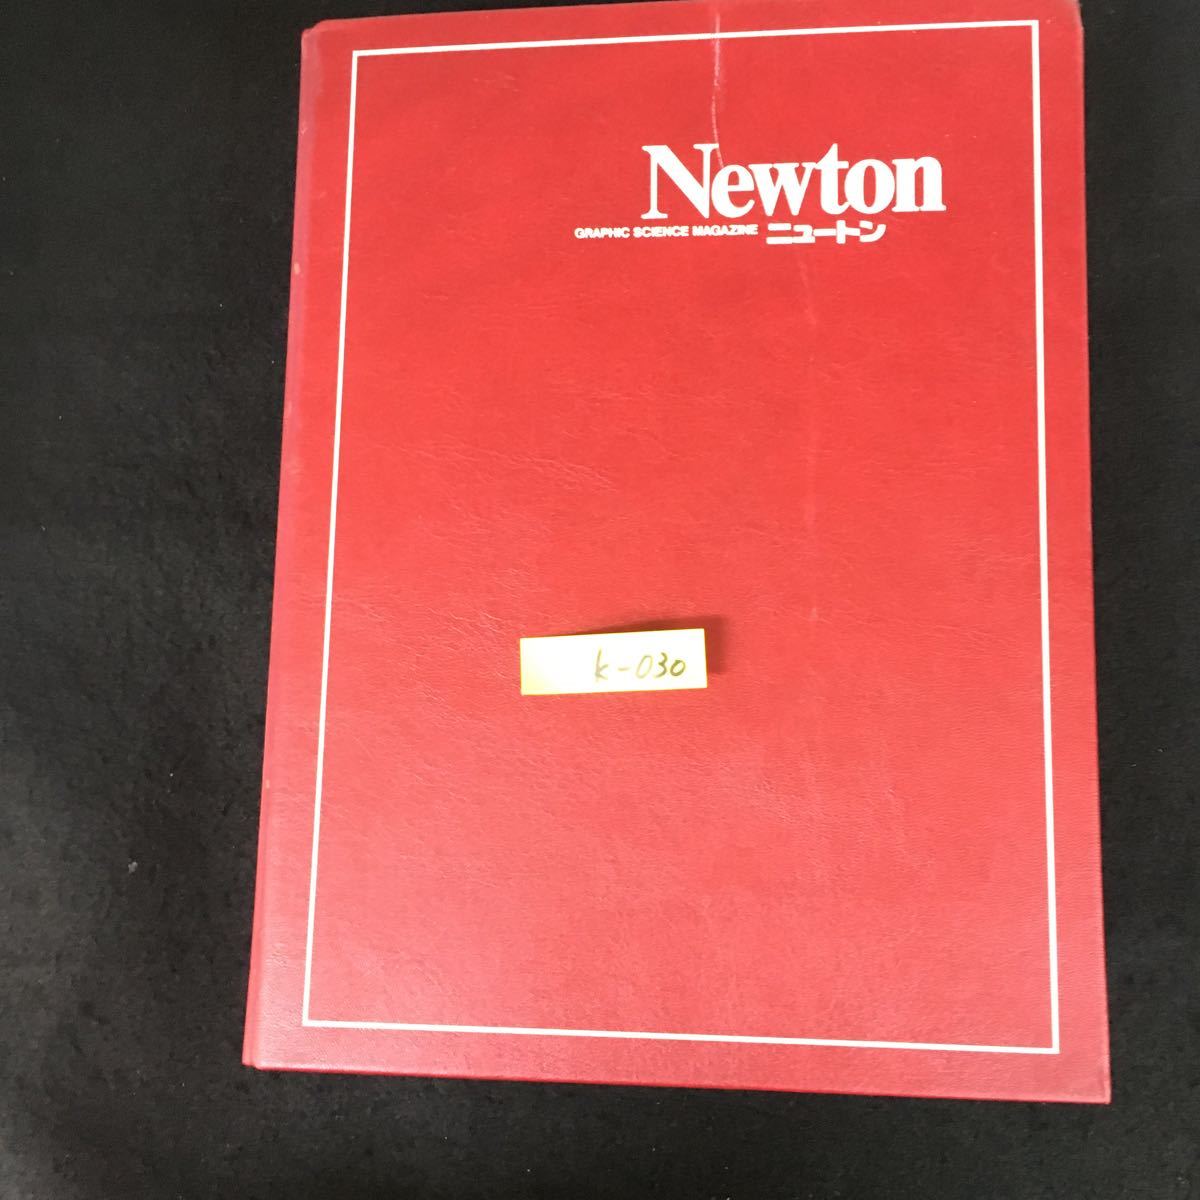 Newton
GRAPHIC SCIENCE MAGAZINE ニュートン
k-030